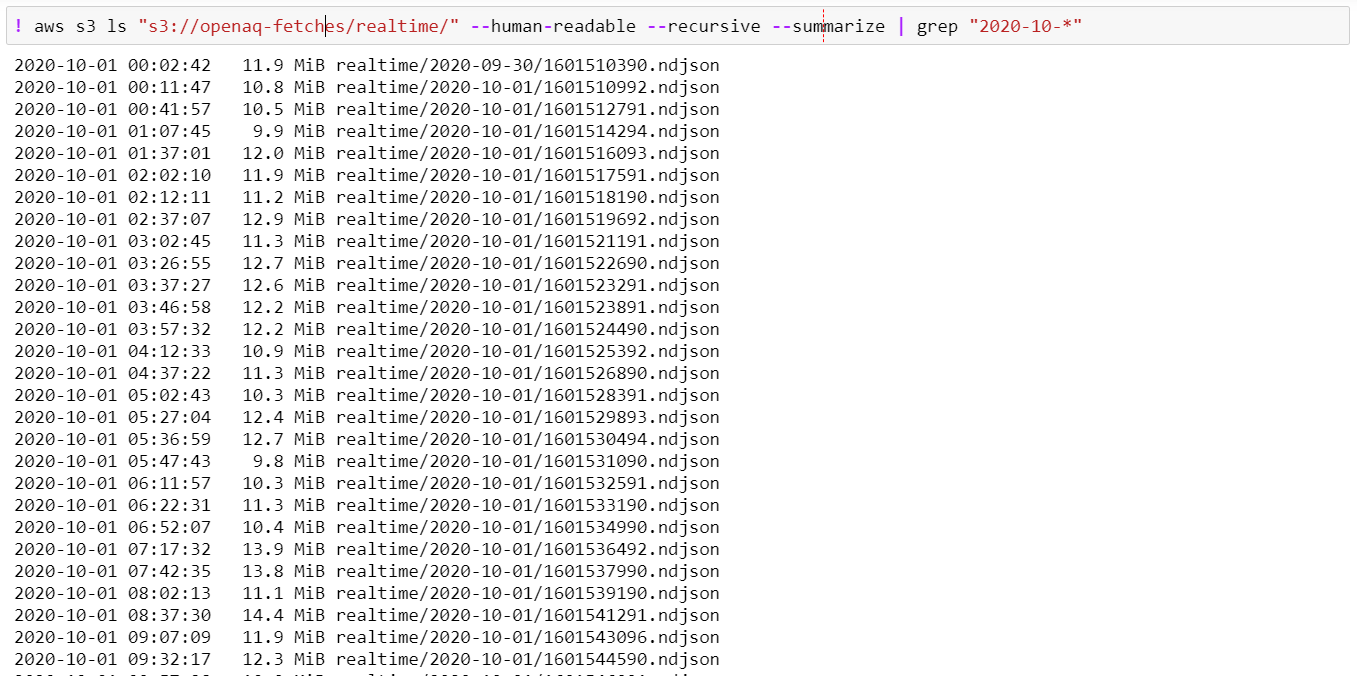 ! aws s3 ls "s3://openaq-fetches/realtime/" --human-readable --recursive --summarize | grep "2020-10-*"
2020-10-01 00:02:42   11.9 MiB realtime/2020-09-30/1601510390.ndjson
2020-10-01 00:11:47   10.8 MiB realtime/2020-10-01/1601510992.ndjson
2020-10-01 00:41:57   10.5 MiB realtime/2020-10-01/1601512791.ndjson
2020-10-01 01:07:45    9.9 MiB realtime/2020-10-01/1601514294.ndjson
2020-10-01 01:37:01   12.0 MiB realtime/2020-10-01/1601516093.ndjson
2020-10-01 02:02:10   11.9 MiB realtime/2020-10-01/1601517591.ndjson
2020-10-01 02:12:11   11.2 MiB realtime/2020-10-01/1601518190.ndjson
2020-10-01 02:37:07   12.9 MiB realtime/2020-10-01/1601519692.ndjson
2020-10-01 03:02:45   11.3 MiB realtime/2020-10-01/1601521191.ndjson
2020-10-01 03:26:55   12.7 MiB realtime/2020-10-01/1601522690.ndjson
2020-10-01 03:37:27   12.6 MiB realtime/2020-10-01/1601523291.ndjson
2020-10-01 03:46:58   12.2 MiB realtime/2020-10-01/1601523891.ndjson
2020-10-01 03:57:32   12.2 MiB realtime/2020-10-01/1601524490.ndjson
2020-10-01 04:12:33   10.9 MiB realtime/2020-10-01/1601525392.ndjson
2020-10-01 04:37:22   11.3 MiB realtime/2020-10-01/1601526890.ndjson
2020-10-01 05:02:43   10.3 MiB realtime/2020-10-01/1601528391.ndjson
2020-10-01 05:27:04   12.4 MiB realtime/2020-10-01/1601529893.ndjson
2020-10-01 05:36:59   12.7 MiB realtime/2020-10-01/1601530494.ndjson
2020-10-01 05:47:43    9.8 MiB realtime/2020-10-01/1601531090.ndjson
2020-10-01 06:11:57   10.3 MiB realtime/2020-10-01/1601532591.ndjson
2020-10-01 06:22:31   11.3 MiB realtime/2020-10-01/1601533190.ndjson
2020-10-01 06:52:07   10.4 MiB realtime/2020-10-01/1601534990.ndjson
2020-10-01 07:17:32   13.9 MiB realtime/2020-10-01/1601536492.ndjson
2020-10-01 07:42:35   13.8 MiB realtime/2020-10-01/1601537990.ndjson
2020-10-01 08:02:13   11.1 MiB realtime/2020-10-01/1601539190.ndjson
2020-10-01 08:37:30   14.4 MiB realtime/2020-10-01/1601541291.ndjson
2020-10-01 09:07:09   11.9 MiB realtime/2020-10-01/1601543096.ndjson
2020-10-01 09:32:17   12.3 MiB realtime/2020-10-01/1601544590.ndjson